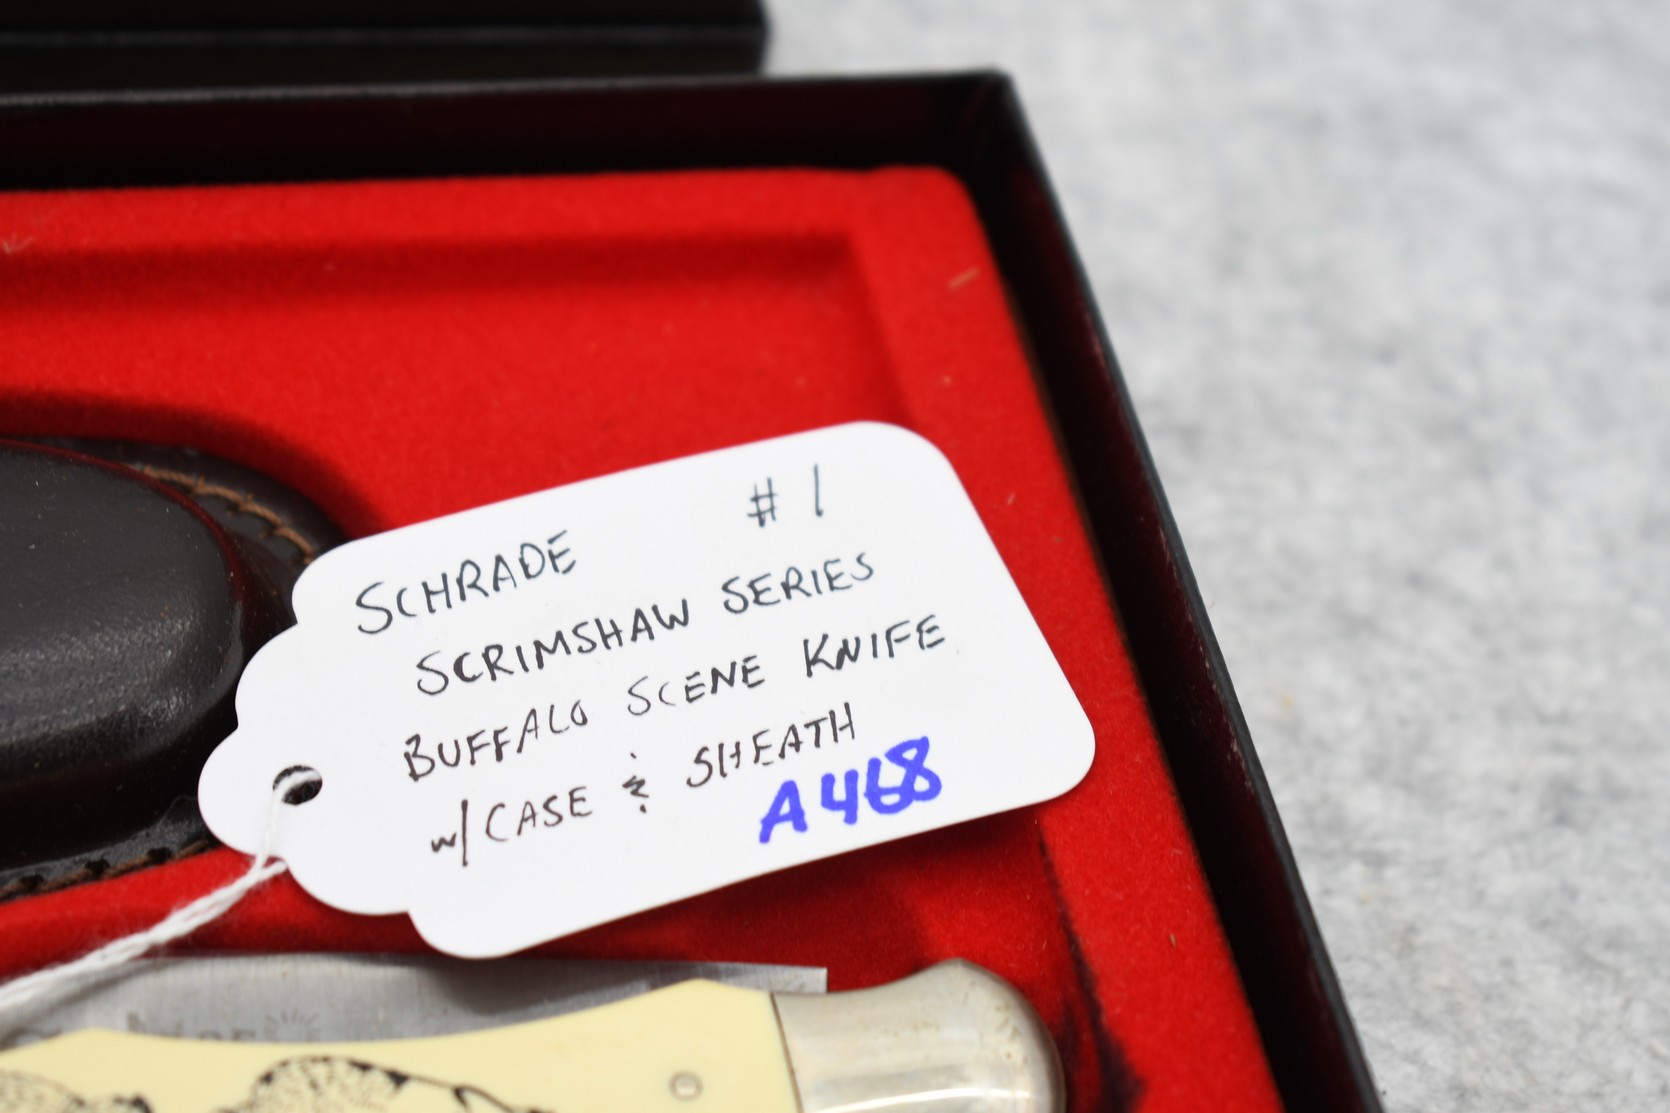 # 1
SCHRADE
SCRIMSHAW SERIES
BUFFALO SCENE KNIFE
w/ CASE & SHEATH
A468